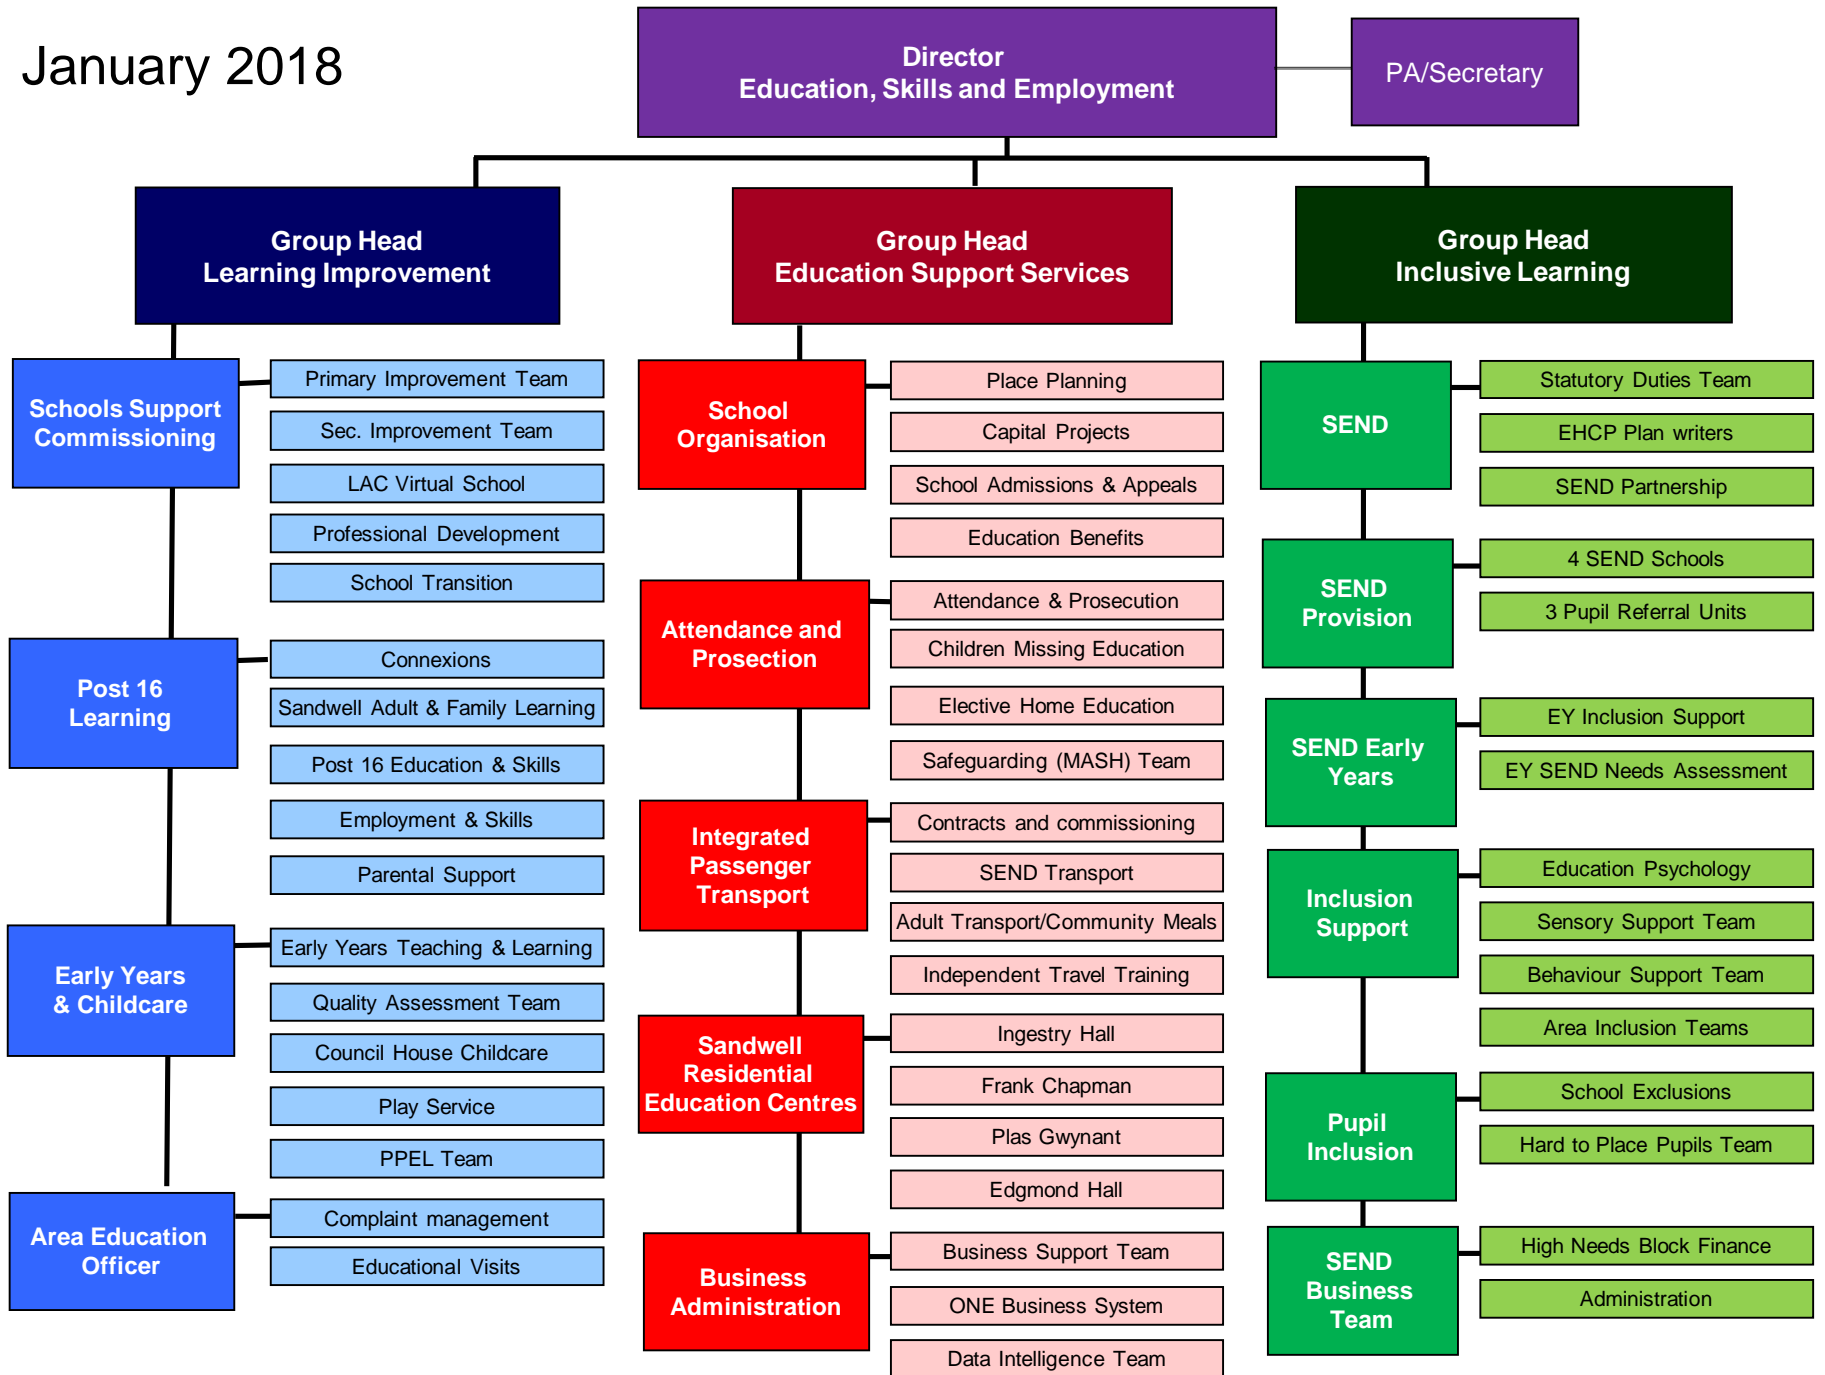 January 2018
Director
Education, Skills and Employment
PA/Secretary
Group Head
Learning Improvement
Group Head
Education Support Services
Group Head
Inclusive Learning
Schools Support
Commissioning
Primary Improvement Team
Sec. Improvement Team
LAC Virtual School
Professional Development
School Transition
Post 16
Learning
Connexions
Sandwell Adult & Family Learning
Post 16 Education & Skills
Employment & Skills
Parental Support
Early Years
& Childcare
Early Years Teaching & Learning
Quality Assessment Team
Council House Childcare
Play Service
PPEL Team
Area Education
Officer
Complaint management
Educational Visits
School
Organisation
Place Planning
Capital Projects
School Admissions & Appeals
Education Benefits
Attendance and
Prosection
Attendance & Prosecution
Children Missing Education
Elective Home Education
Safeguarding (MASH) Team
Integrated
Passenger
Transport
Contracts and commissioning
SEND Transport
Adult Transport/Community Meals
Independent Travel Training
Sandwell
Residential
Education Centres
Ingestry Hall
Frank Chapman
Plas Gwynant
Edgmond Hall
Business
Administration
Business Support Team
ONE Business System
Data Intelligence Team
SEND
Statutory Duties Team
EHCP Plan writers
SEND Partnership
SEND
Provision
4 SEND Schools
3 Pupil Referral Units
SEND Early
Years
EY Inclusion Support
EY SEND Needs Assessment
Inclusion
Support
Education Psychology
Sensory Support Team
Behaviour Support Team
Area Inclusion Teams
Pupil
Inclusion
School Exclusions
Hard to Place Pupils Team
SEND
Business
Team
High Needs Block Finance
Administration